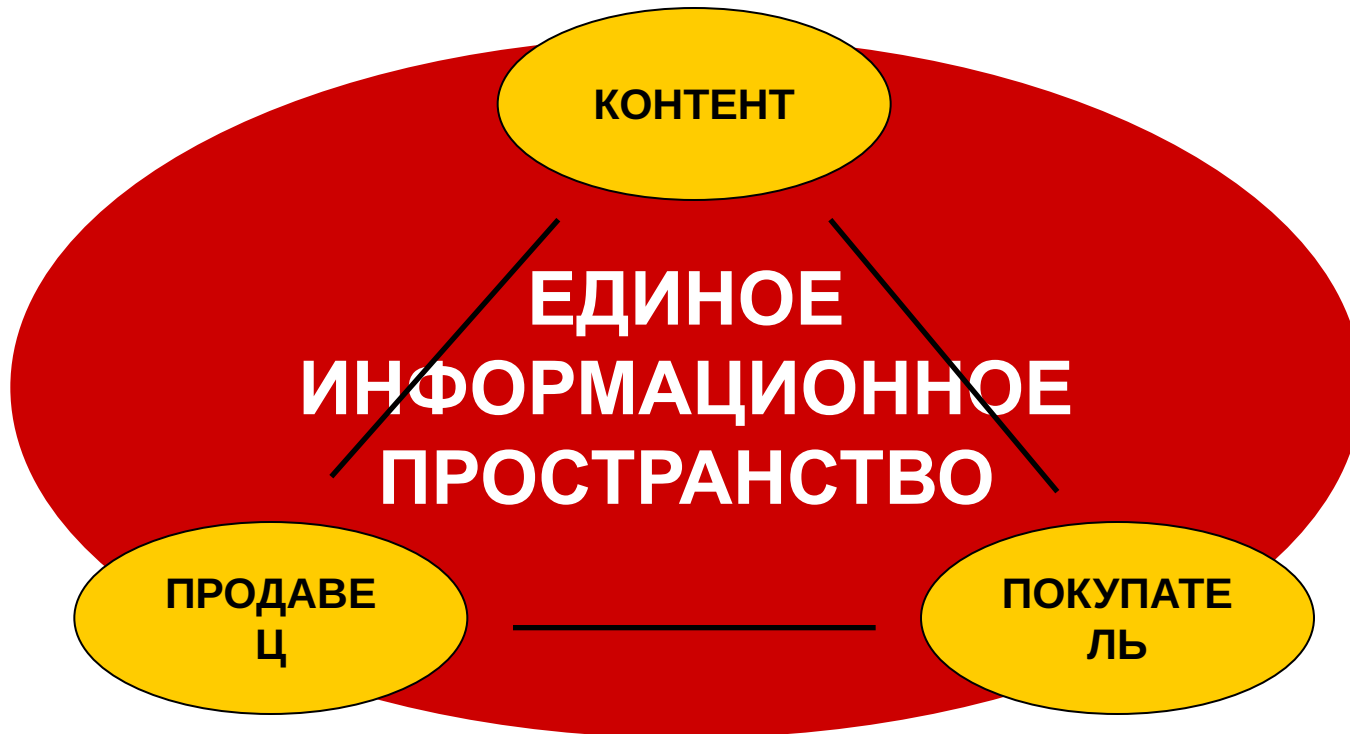 КОНТЕНТ
ЕДИНОЕ
ИНФОРМАЦИОННОЕ
ПРОСТРАНСТВО
ПРОДАВЕ
Ц
ПОКУПАТЕ
ЛЬ